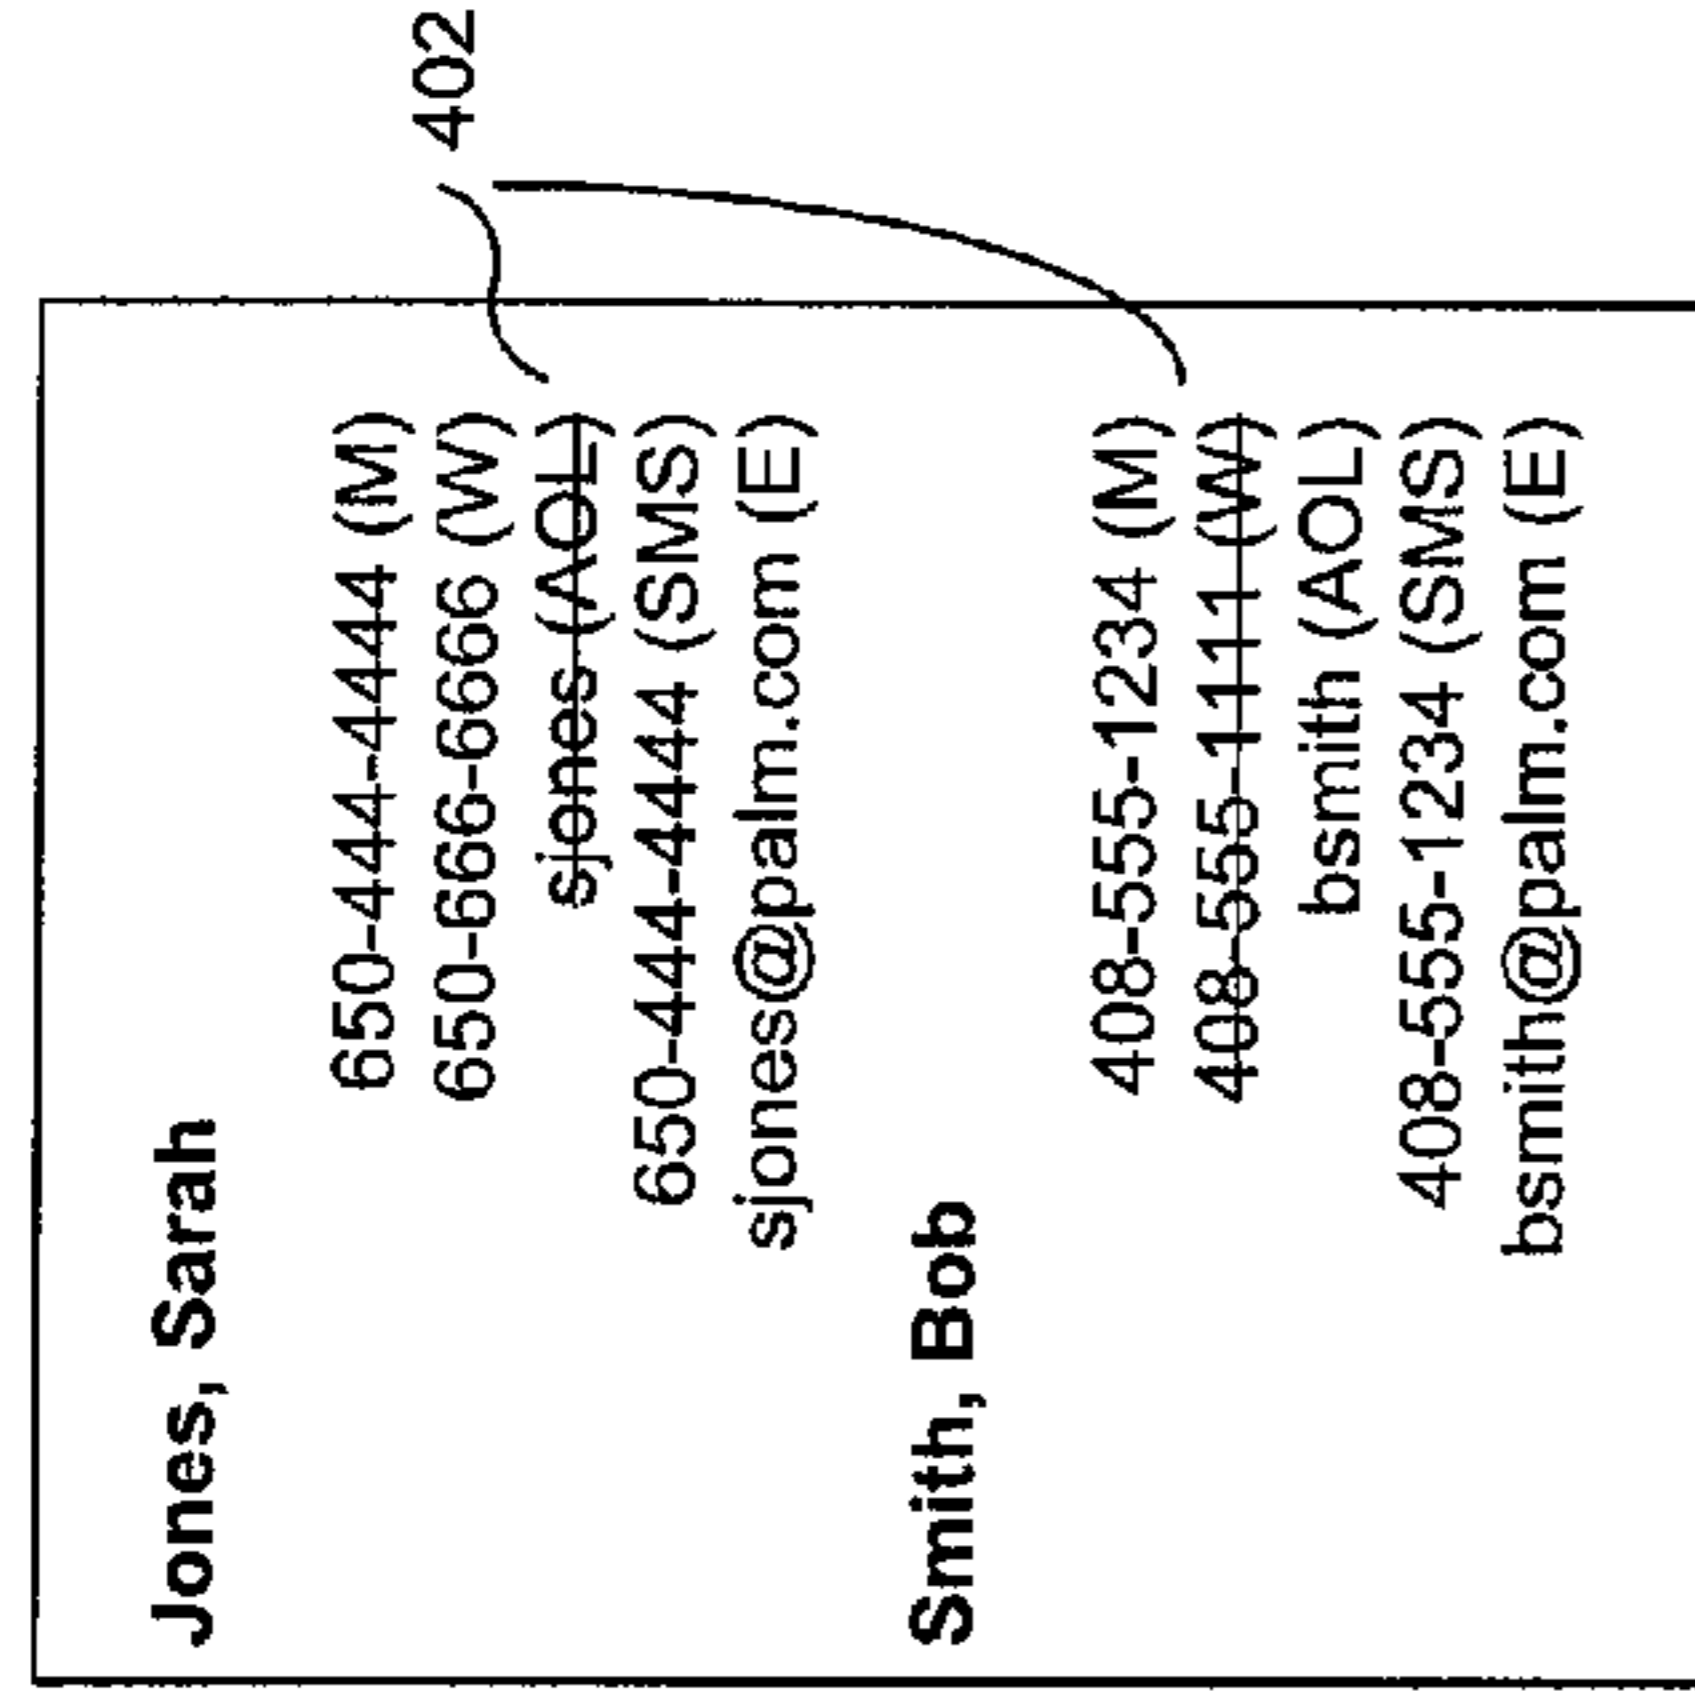 402
Jones, Sarah
650-444-4444 (M)
650-666-6666 (W)
sjones (AOL)
650-444-4444 (SMS)
sjones@palm.com (E)
Smith, Bob
408-555-1234 (M)
408-555-1111 (W)
bsmith (AOL)
408-555-1234 (SMS)
bsmith@palm.com (E)